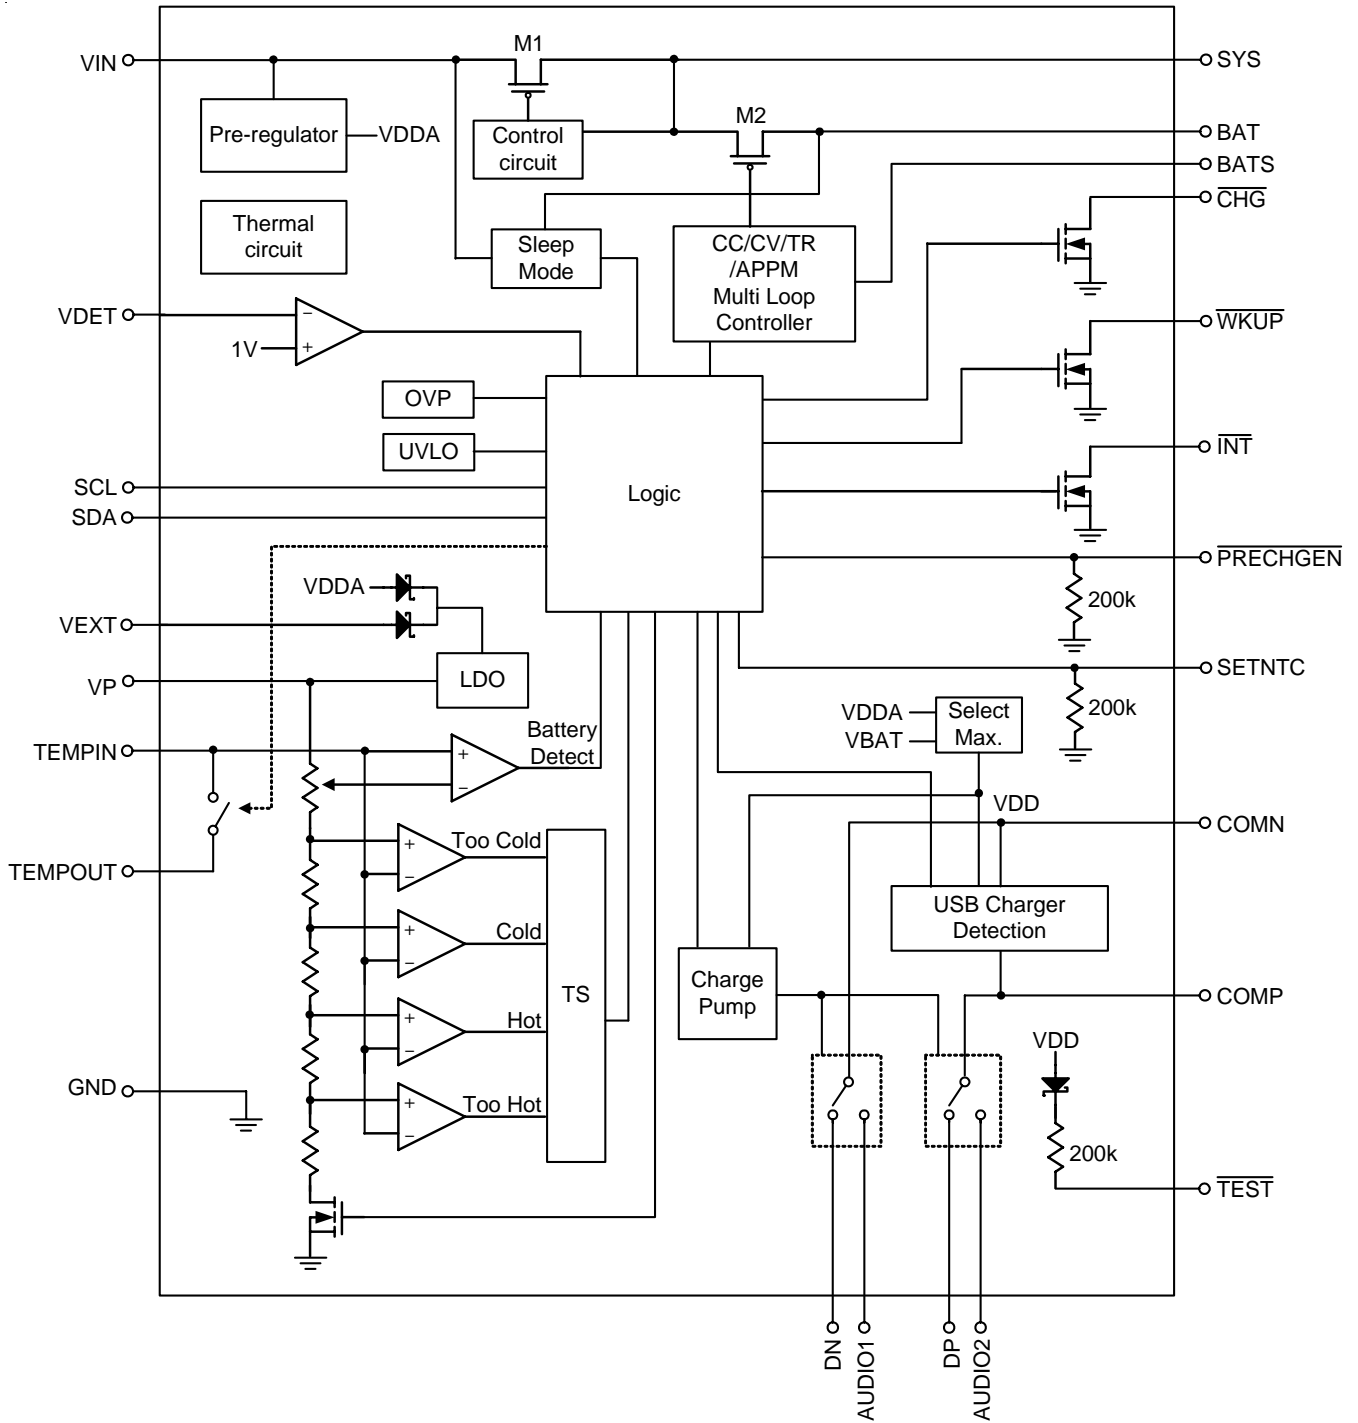 M1
VIN
SYS
M2
Pre-regulator
VDDA
Control
circuit
BAT
BATS
CHG
Thermal
circuit
Sleep
Mode
CC/CV/TR
/APPM
Multi Loop
Controller
VDET
1V
WKUP
OVP
UVLO
INT
SCL
SDA
Logic
PRECHGEN
VDDA
200k
VEXT
VP
LDO
SETNTC
VDDA
VBAT
Select
Max.
200k
Battery
Detect
TEMPIN
VDD
COMN
Too Cold
TEMPOUT
USB Charger
Detection
Cold
TS
Charge
Pump
COMP
Hot
VDD
GND
Too Hot
200k
TEST
DN
AUDIO1
DP
AUDIO2